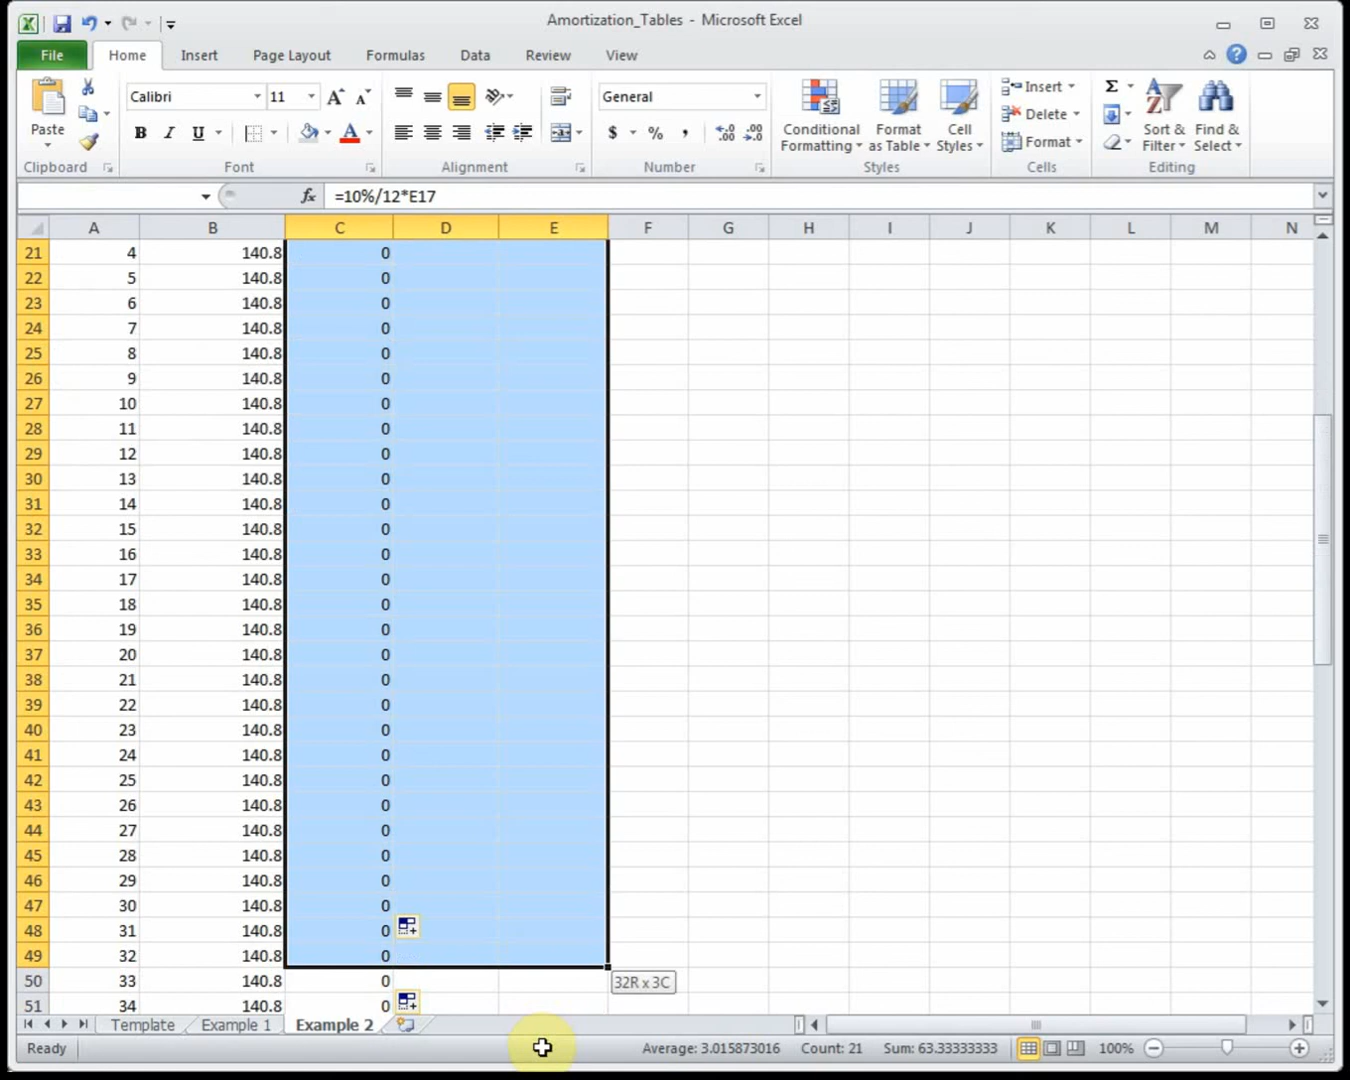 Amortization_Tables - Microsoft Excel
File Home Insert Page Layout Formulas Data Review View
Paste
Calibri 11
B I U A
General
$ % ,
Conditional Formatting
Format as Table
Cell Styles
Insert
Delete
Format
Σ
Sort & Filter
Find & Select
Clipboard Font Alignment Number Styles Cells Editing
fx =10%/12*E17
A B C D E F G H I J K L M N
21 4 140.8 0
22 5 140.8 0
23 6 140.8 0
24 7 140.8 0
25 8 140.8 0
26 9 140.8 0
27 10 140.8 0
28 11 140.8 0
29 12 140.8 0
30 13 140.8 0
31 14 140.8 0
32 15 140.8 0
33 16 140.8 0
34 17 140.8 0
35 18 140.8 0
36 19 140.8 0
37 20 140.8 0
38 21 140.8 0
39 22 140.8 0
40 23 140.8 0
41 24 140.8 0
42 25 140.8 0
43 26 140.8 0
44 27 140.8 0
45 28 140.8 0
46 29 140.8 0
47 30 140.8 0
48 31 140.8 0
49 32 140.8 0
50 33 140.8 0 32R x 3C
51 34 140.8 0
Template Example 1 Example 2
Ready Average: 3.015873016 Count: 21 Sum: 63.33333333 100%